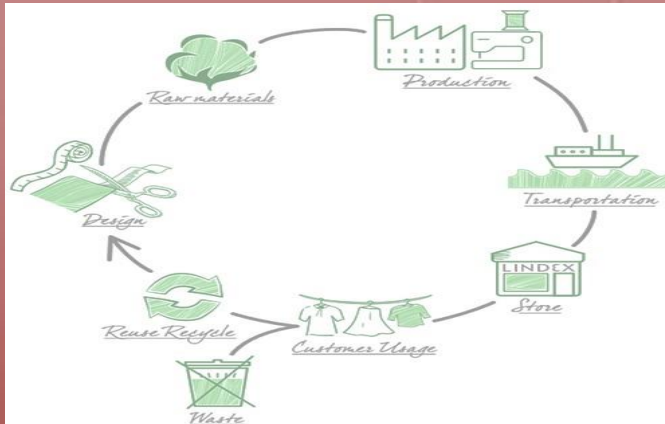 Raw materials
Production
Transportation
LINDEX
Store
Customer Usage
Reuse Recycle
Waste
Design